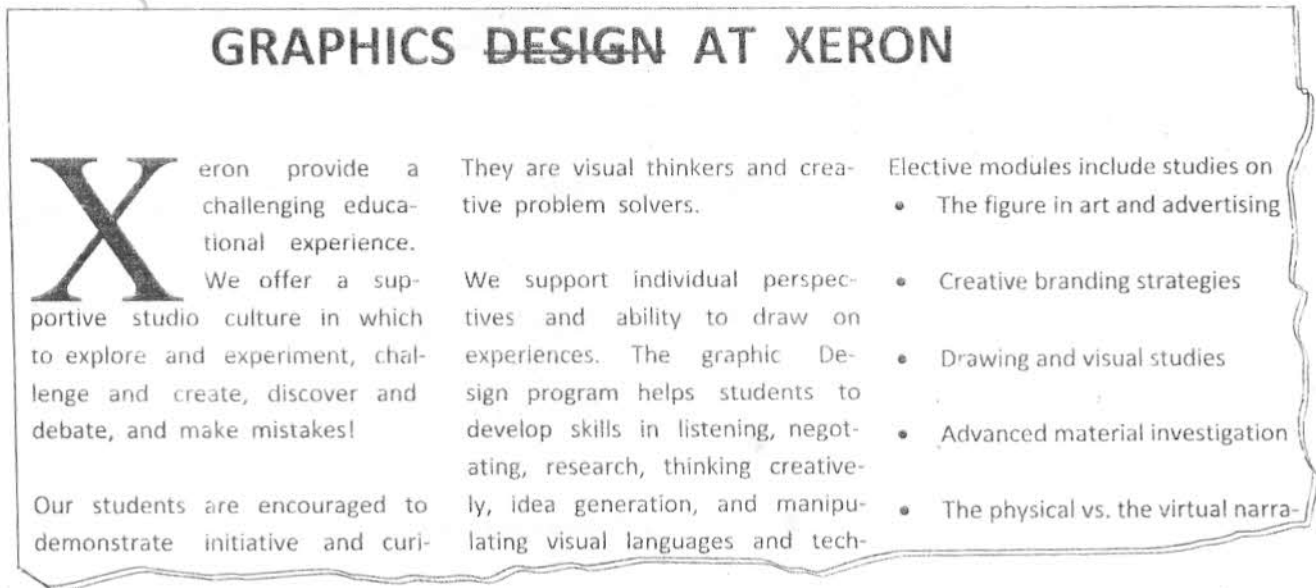 GRAPHICS DESIGN AT XERON
Xeron provide a
challenging educa-
tional experience.
We offer a sup-
portive studio culture in which
to explore and experiment, chal-
lenge and create, discover and
debate, and make mistakes!
Our students are encouraged to
demonstrate initiative and curi-
They are visual thinkers and crea-
tive problem solvers.
We support individual perspec-
tives and ability to draw on
experiences. The graphic De-
sign program helps students to
develop skills in listening, negot-
ating, research, thinking creative-
ly, idea generation, and manipu-
lating visual languages and tech-
Elective modules include studies on
• The figure in art and advertising
• Creative branding strategies
• Drawing and visual studies
• Advanced material investigation
• The physical vs. the virtual narra-